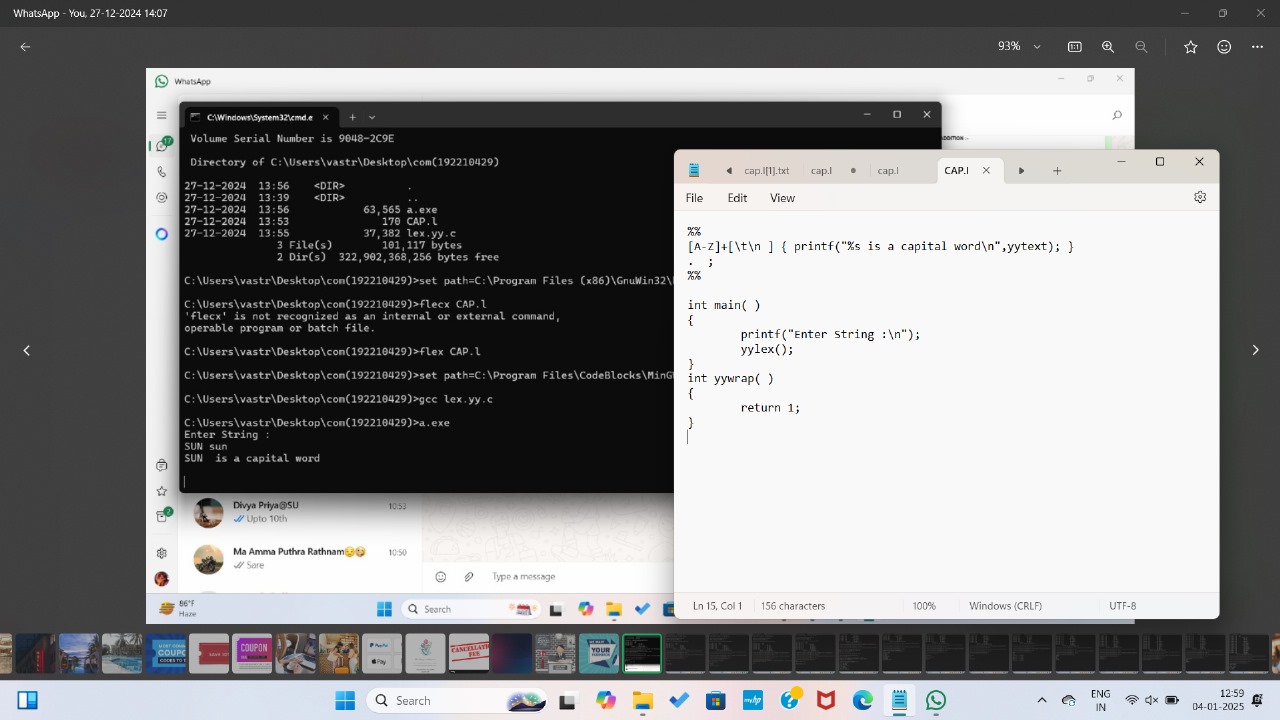 WhatsApp - You, 27-12-2024 14:07
93%
WhatsApp
C:\Windows\System32\cmd.e
Volume Serial Number is 9048-2C9E
Directory of C:\Users\vastr\Desktop\com(192210429)
27-12-2024  13:56    <DIR>          .
27-12-2024  13:39    <DIR>          ..
27-12-2024  13:56            63,565 a.exe
27-12-2024  13:53               170 CAP.l
27-12-2024  13:55            37,382 lex.yy.c
3 File(s)        101,117 bytes
2 Dir(s)  322,902,368,256 bytes free
C:\Users\vastr\Desktop\com(192210429)>set path=C:\Program Files (x86)\GnuWin32\
C:\Users\vastr\Desktop\com(192210429)>flecx CAP.l
'flecx' is not recognized as an internal or external command,
operable program or batch file.
C:\Users\vastr\Desktop\com(192210429)>flex CAP.l
C:\Users\vastr\Desktop\com(192210429)>set path=C:\Program Files\CodeBlocks\MinG
C:\Users\vastr\Desktop\com(192210429)>gcc lex.yy.c
C:\Users\vastr\Desktop\com(192210429)>a.exe
Enter String :
SUN sun
SUN  is a capital word
17
2
Divya Priya@SU 10:53
Upto 10th
Ma Amma Puthra Rathnam😔🥹 10:50
Sare
Type a message
86°F
Haze
Search
cap.l[1].txt
cap.l
cap.l
CAP.l
File Edit View
%%
[A-Z]+[\t\n ] { printf("%s is a capital word\n",yytext); }
.  ;
%%
int main( )
{
printf("Enter String :\n");
yylex();
}
int yywrap( )
{
return 1;
}
Ln 15, Col 1 156 characters 100% Windows (CRLF) UTF-8
COUPON
PayPal
Pay
CANCELLATION
FEE
YOUR
Search
ENG
IN
12:59
04-01-2025